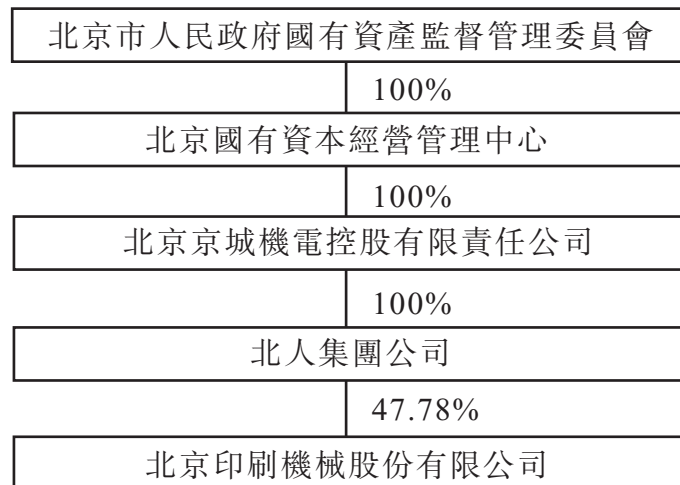 北京市人民政府國有資產監督管理委員會
100%
北京國有資本經營管理中心
100%
北京京城機電控股有限責任公司
100%
北人集團公司
47.78%
北京印刷機械股份有限公司